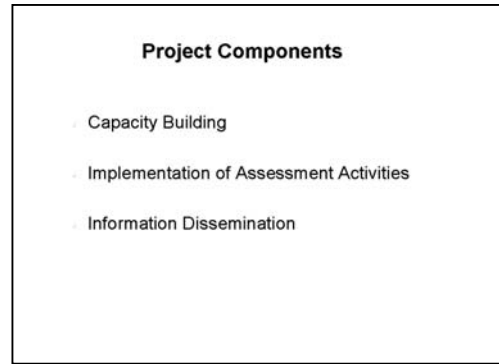 Project Components
Capacity Building
Implementation of Assessment Activities
Information Dissemination